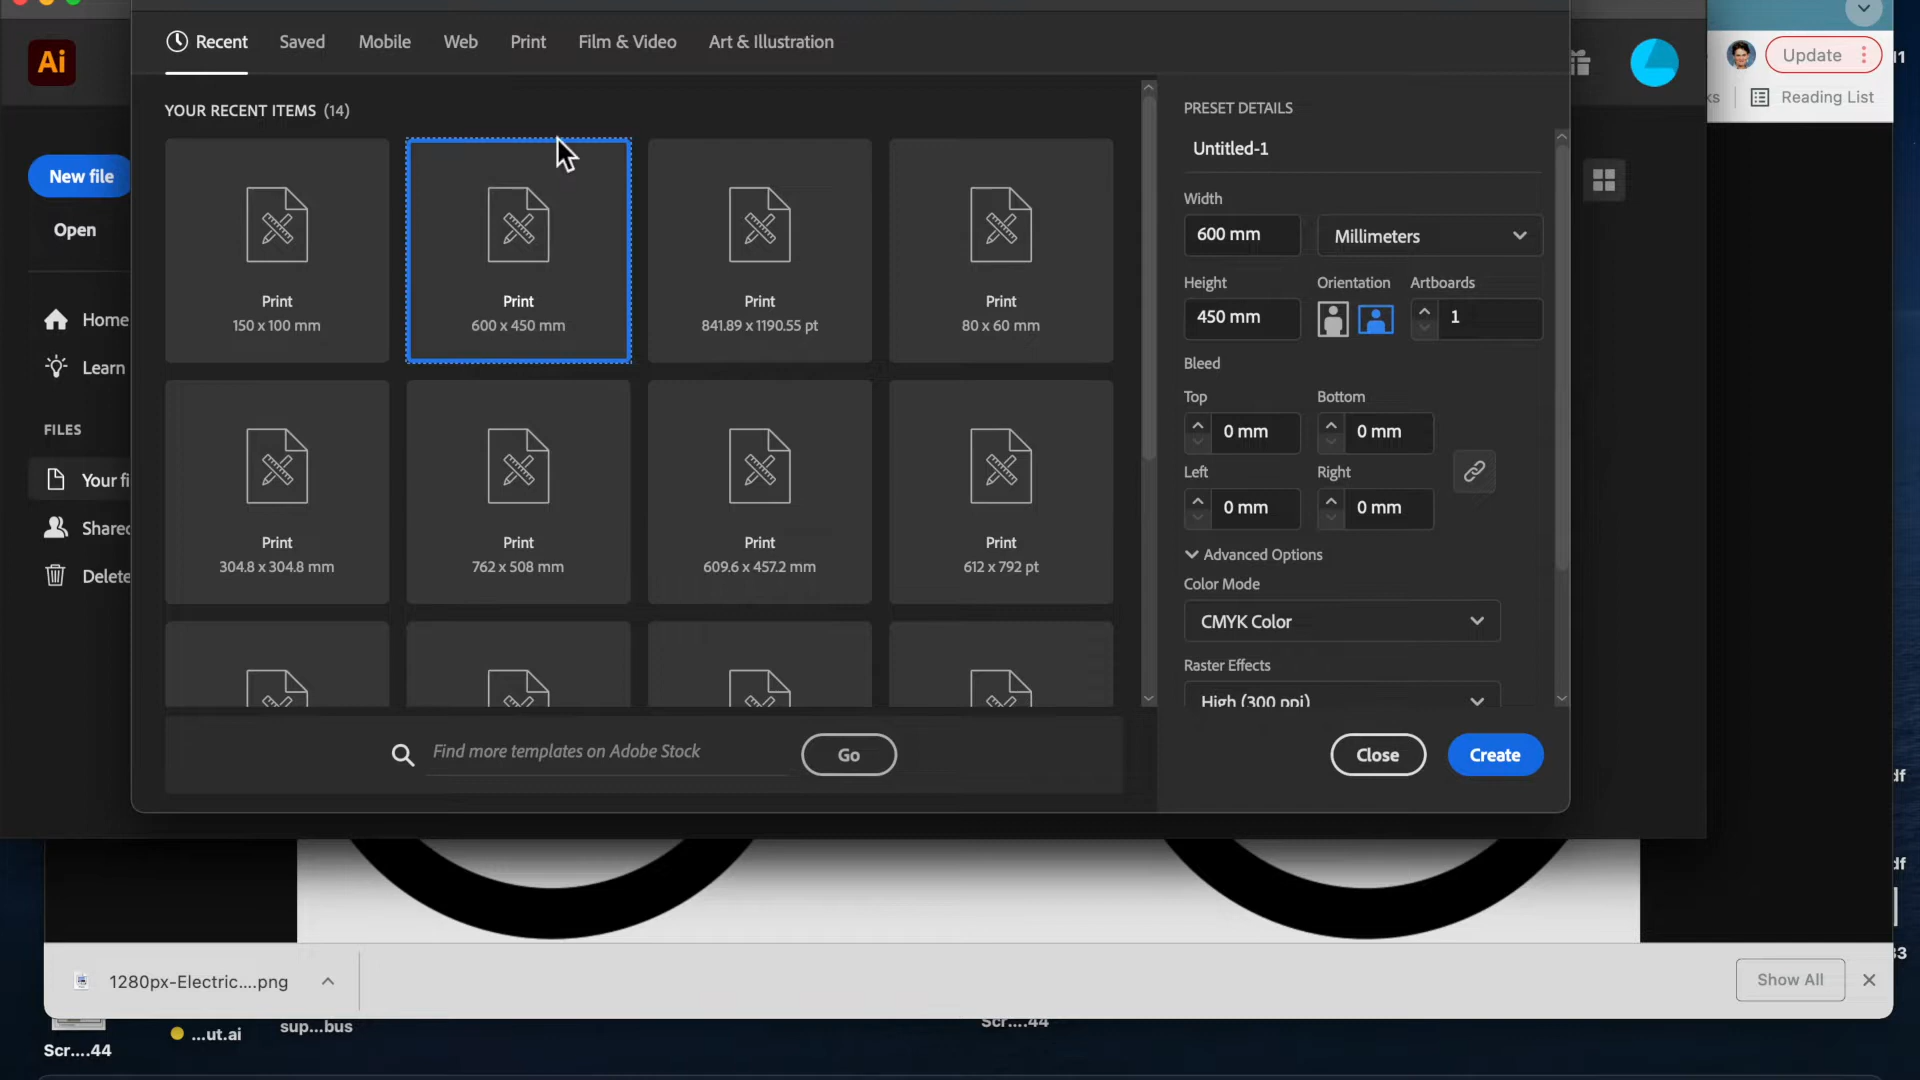 Ai
Recent
Saved
Mobile
Web
Print
Film & Video
Art & Illustration
Update
Reading List
New file
Open
Home
Learn
FILES
Your fi
Shared
Delete
YOUR RECENT ITEMS (14)
Print
150 x 100 mm
Print
600 x 450 mm
Print
841.89 x 1190.55 pt
Print
80 x 60 mm
Print
304.8 x 304.8 mm
Print
762 x 508 mm
Print
609.6 x 457.2 mm
Print
612 x 792 pt
Find more templates on Adobe Stock
Go
PRESET DETAILS
Untitled-1
Width
600 mm
Millimeters
Height
Orientation
Artboards
450 mm
1
Bleed
Top
Bottom
0 mm
0 mm
Left
Right
0 mm
0 mm
Advanced Options
Color Mode
CMYK Color
Raster Effects
High (300 ppi)
Close
Create
1280px-Electric....png
Show All
Scr....44
...ut.ai
sup...bus
Scr....44